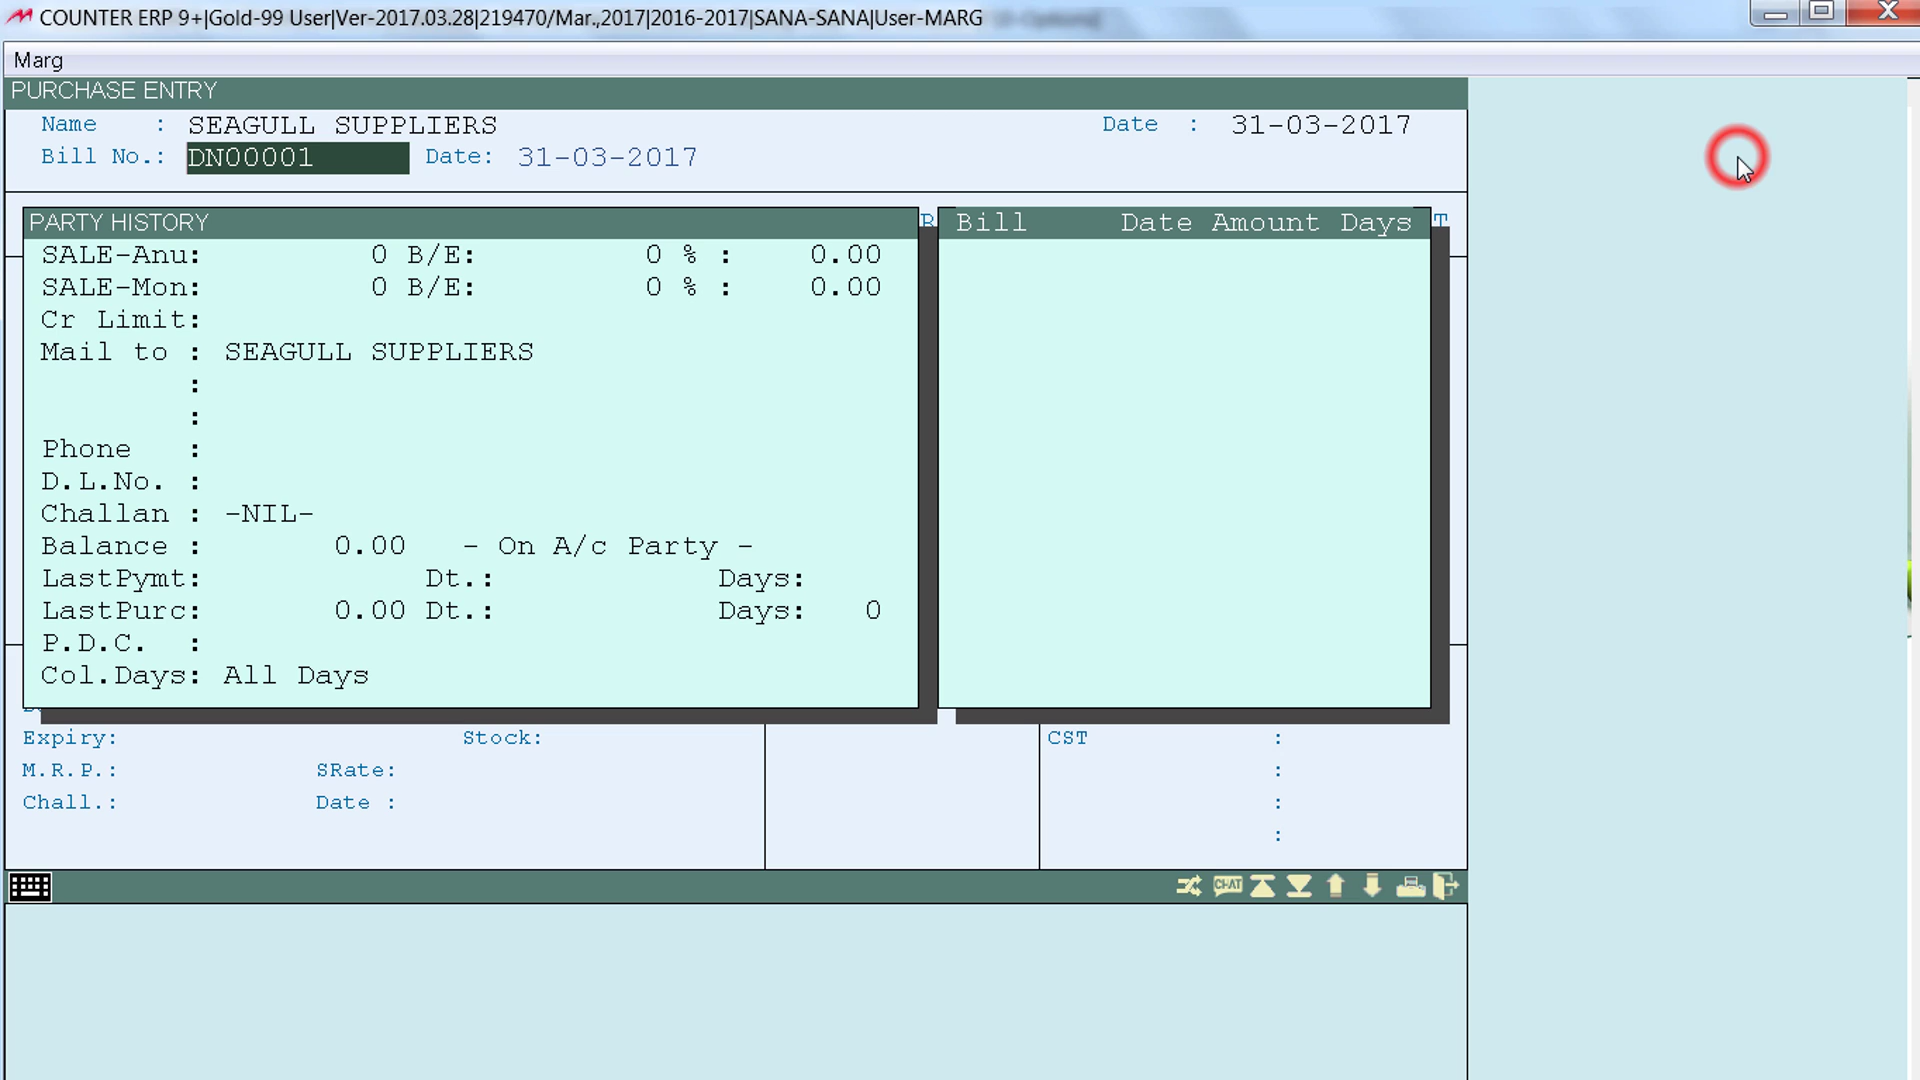 COUNTER ERP 9+|Gold-99 User|Ver-2017.03.28|219470/Mar.,2017|2016-2017|SANA-SANA|User-MARG
Marg
PURCHASE ENTRY
Name : SEAGULL SUPPLIERS Date : 31-03-2017
Bill No.: DN00001 Date: 31-03-2017
PARTY HISTORY R Bill Date Amount Days T
SALE-Anu: 0 B/E: 0 % : 0.00
SALE-Mon: 0 B/E: 0 % : 0.00
Cr Limit:
Mail to : SEAGULL SUPPLIERS
:
:
Phone :
D.L.No. :
Challan : -NIL-
Balance : 0.00 - On A/c Party -
LastPymt: Dt.: Days:
LastPurc: 0.00 Dt.: Days: 0
P.D.C. :
Col.Days: All Days
Expiry: Stock: CST :
M.R.P.: SRate: :
Chall.: Date : :
:
CHAT